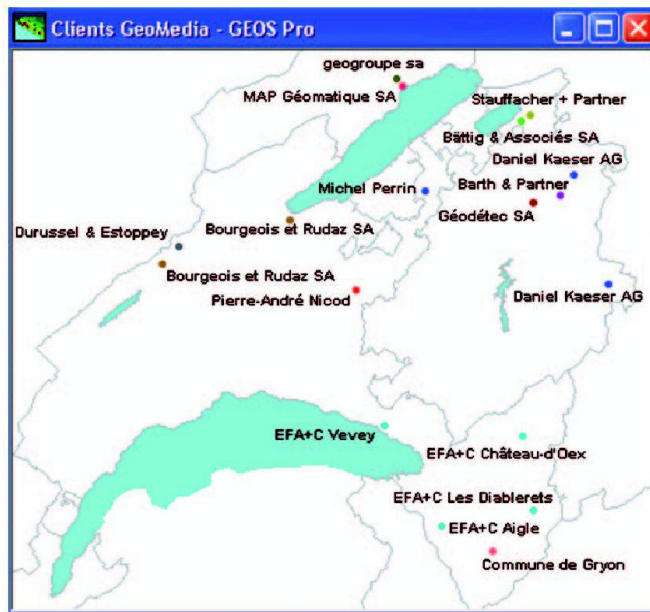 Clients GeoMedia - GEOS Pro
geogroupe sa
MAP Géomatique SA
Stauffacher + Partner
Bättig & Associés SA
Daniel Kaeser AG
Michel Perrin
Barth & Partner
Géodétec SA
Durussel & Estoppey
Bourgeois et Rudaz SA
Bourgeois et Rudaz SA
Pierre-André Nicod
Daniel Kaeser AG
EFA+C Vevey
EFA+C Château-d'Oex
EFA+C Les Diablerets
EFA+C Aigle
Commune de Gryon